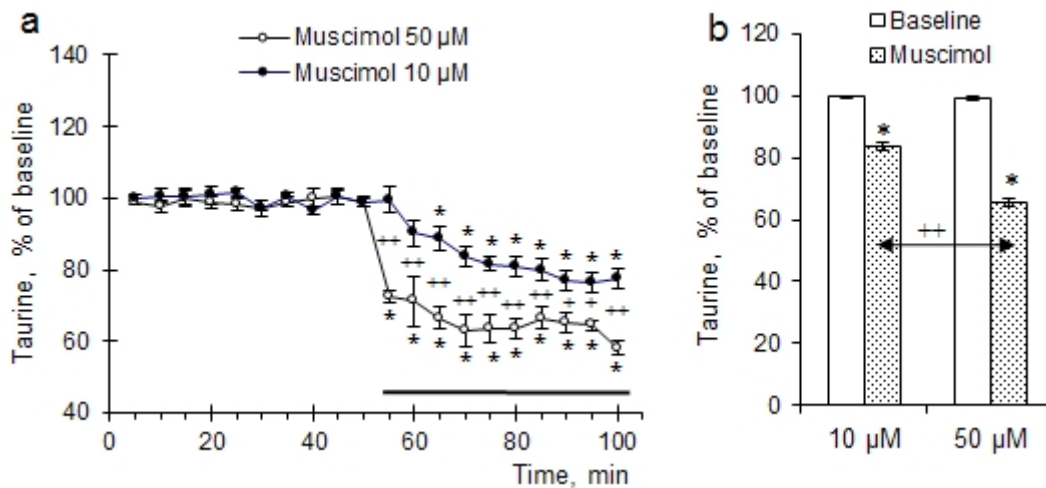 a
Muscimol 50 µM
Muscimol 10 µM
Taurine, % of baseline
140
120
100
80
60
40
++
++
++
++
++
++
++
+
+
++
* * * * * * * *
* * * * * * * * * *
0 20 40 60 80 100
Time, min
b
Baseline
Muscimol
Taurine, % of baseline
120
100
80
60
40
20
0
*
*
++
10 µM 50 µM